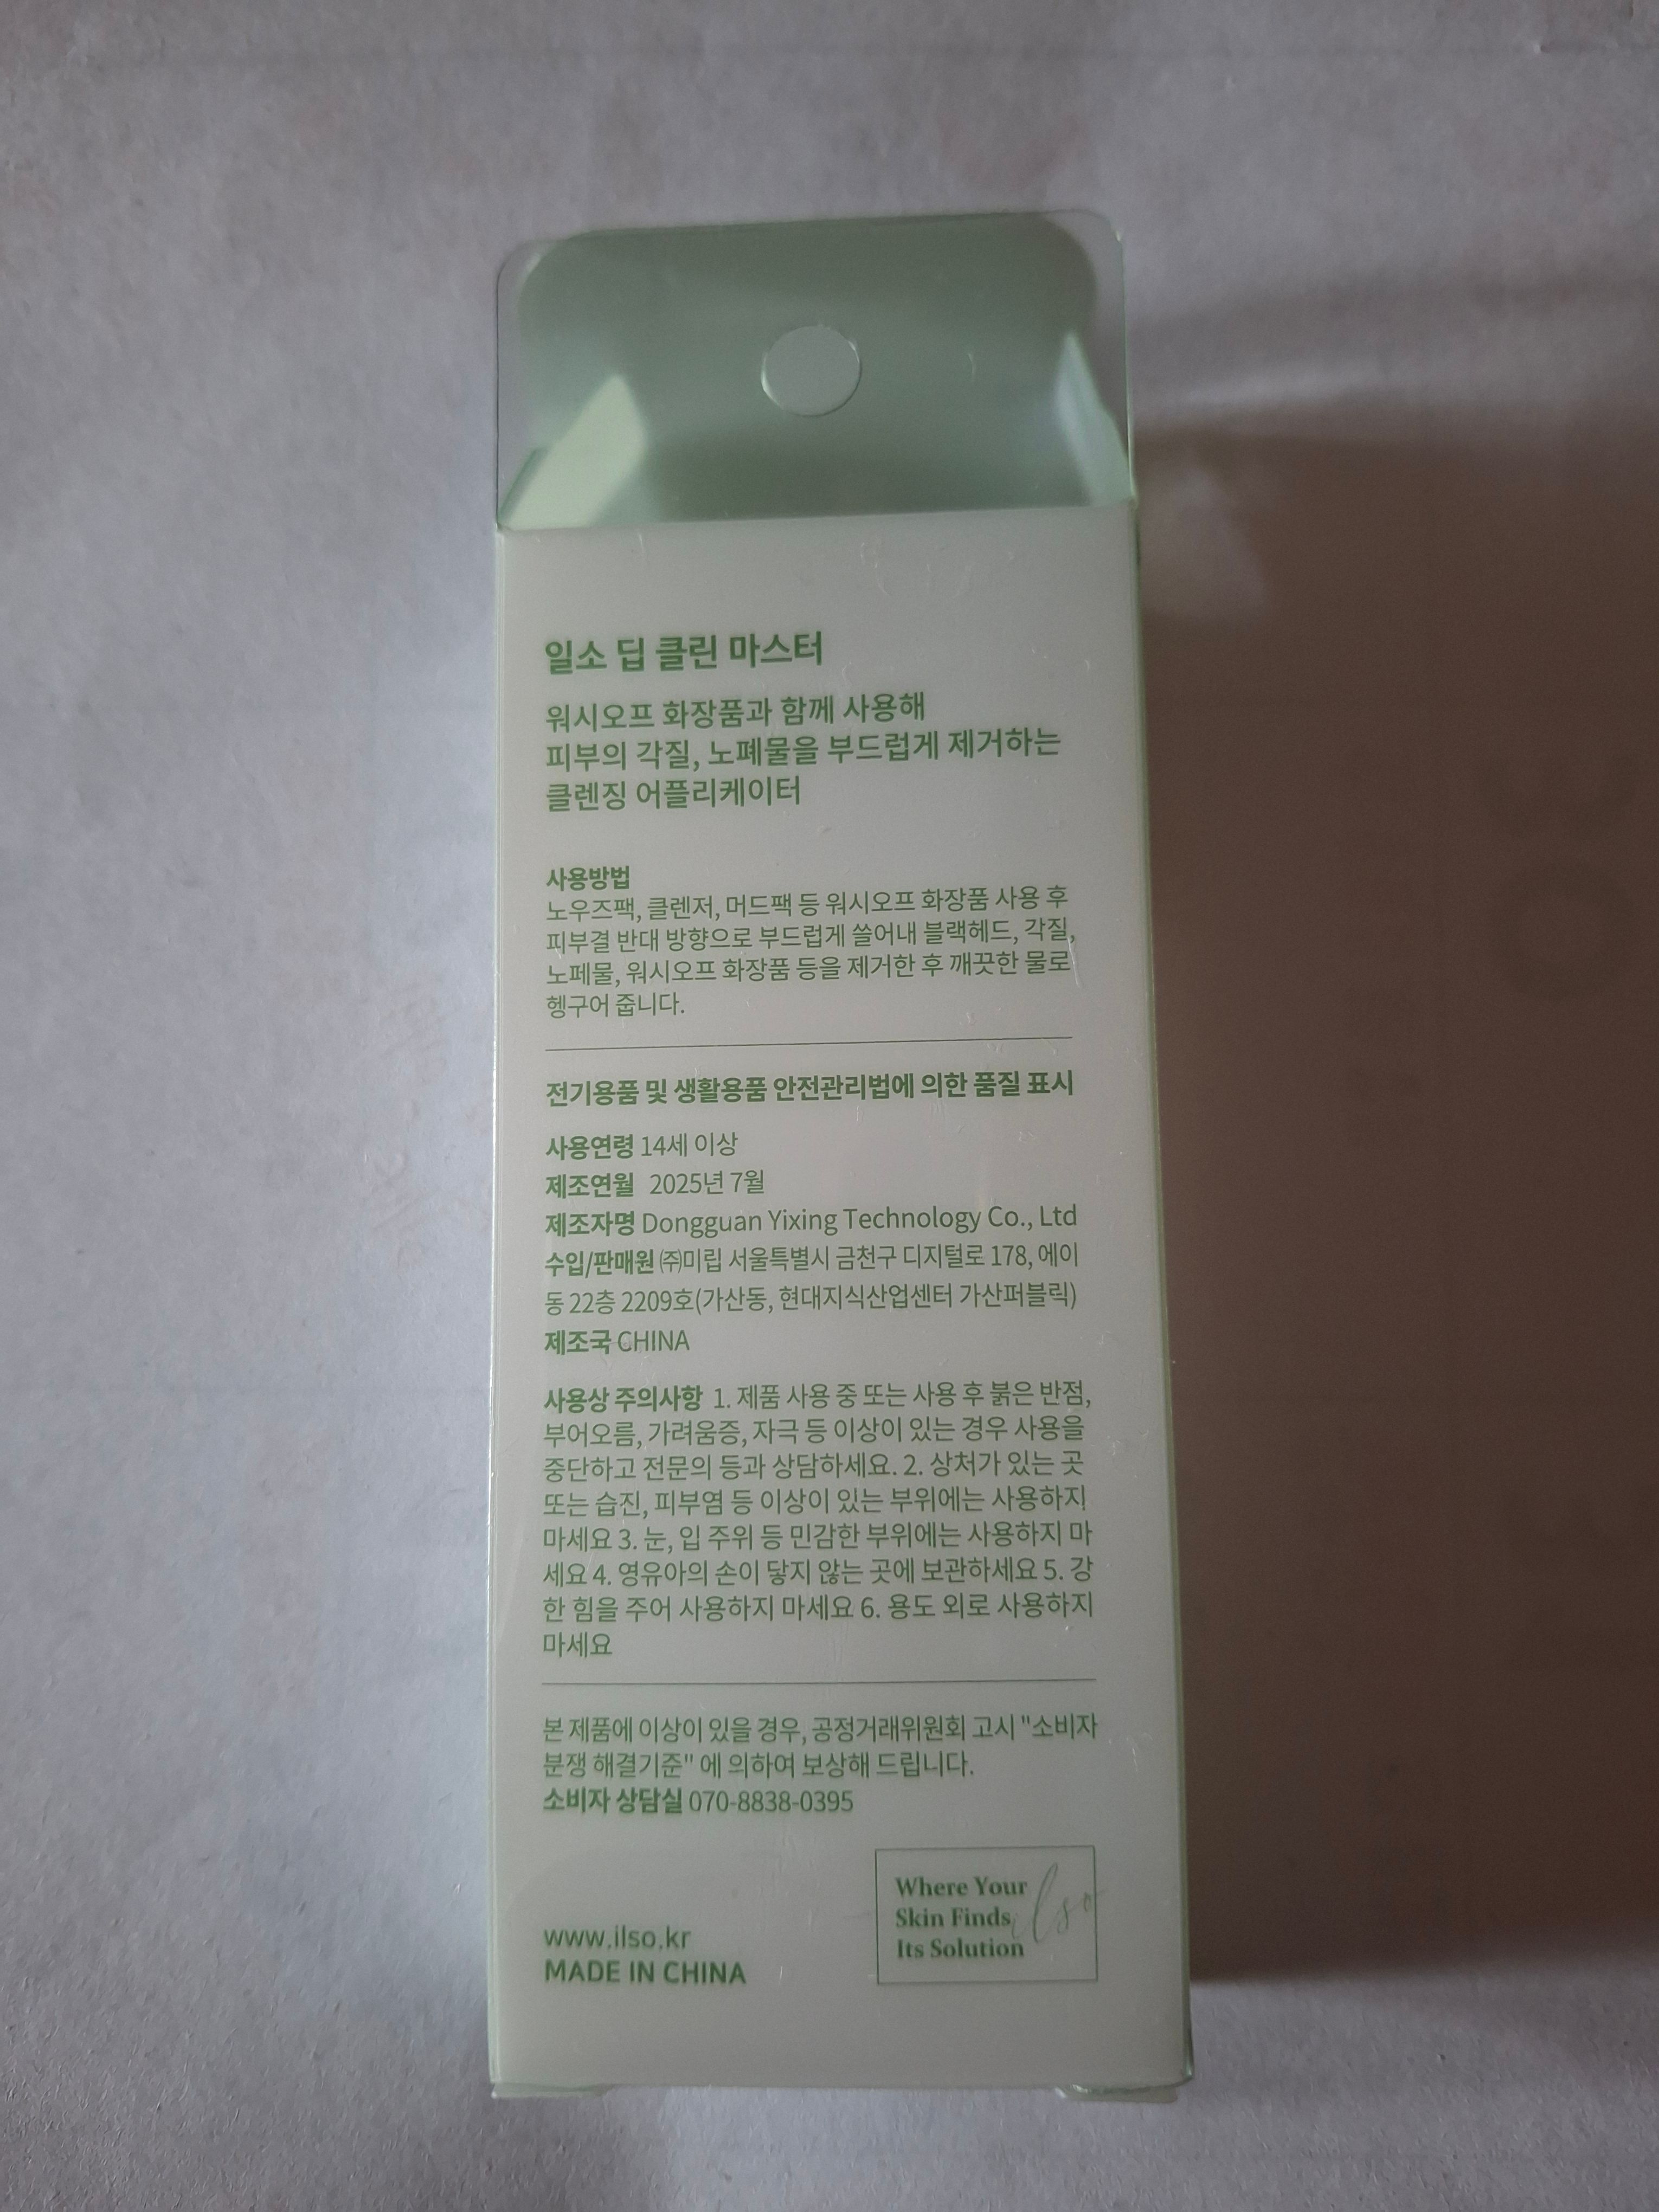 일소 딥 클린 마스터
워시오프 화장품과 함께 사용해
피부의 각질, 노폐물을 부드럽게 제거하는
클렌징 어플리케이터
사용방법
노우즈팩, 클렌저, 머드팩 등 워시오프 화장품 사용 후
피부결 반대 방향으로 부드럽게 쓸어내 블랙헤드, 각질,
노페물, 워시오프 화장품 등을 제거한 후 깨끗한 물로
헹구어 줍니다.
전기용품 및 생활용품 안전관리법에 의한 품질 표시
사용연령 14세 이상
제조연월 2025년 7월
제조자명 Dongguan Yixing Technology Co., Ltd
수입/판매원 ㈜미립 서울특별시 금천구 디지털로 178, 에이
동 22층 2209호(가산동, 현대지식산업센터 가산퍼블릭)
제조국 CHINA
사용상 주의사항 1. 제품 사용 중 또는 사용 후 붉은 반점,
부어오름, 가려움증, 자극 등 이상이 있는 경우 사용을
중단하고 전문의 등과 상담하세요. 2. 상처가 있는 곳
또는 습진, 피부염 등 이상이 있는 부위에는 사용하지
마세요 3. 눈, 입 주위 등 민감한 부위에는 사용하지 마
세요 4. 영유아의 손이 닿지 않는 곳에 보관하세요 5. 강
한 힘을 주어 사용하지 마세요 6. 용도 외로 사용하지
마세요
본 제품에 이상이 있을 경우, 공정거래위원회 고시 "소비자
분쟁 해결기준" 에 의하여 보상해 드립니다.
소비자 상담실 070-8838-0395
Where Your
Skin Finds
Its Solution
ilso
www.ilso.kr
MADE IN CHINA